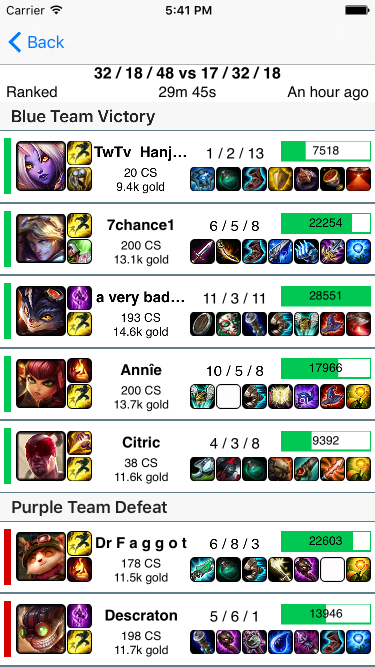 Carrier 5:41 PM
Back
32 / 18 / 48 vs 17 / 32 / 18
Ranked 29m 45s An hour ago
Blue Team Victory
TwTv Hanj... 1 / 2 / 13 7518
20 CS
9.4k gold
7chance1 6 / 5 / 8 22254
200 CS
13.1k gold
a very bad... 11 / 3 / 11 28551
193 CS
14.6k gold
Annîe 10 / 5 / 8 17966
200 CS
13.7k gold
Citric 4 / 3 / 8 9392
38 CS
11.6k gold
Purple Team Defeat
Dr F a g g o t 6 / 8 / 3 22603
178 CS
11.5k gold
Descraton 5 / 6 / 1 13946
198 CS
11.7k gold